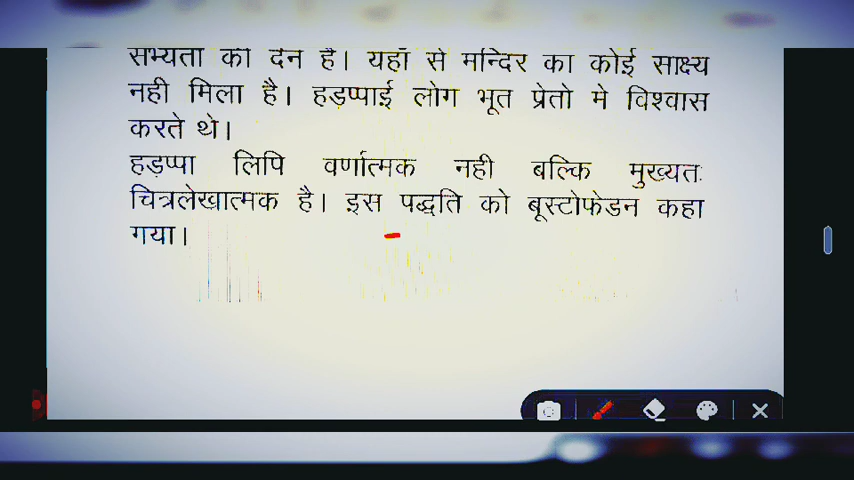 सभ्यता की देन है। यहाँ से मन्दिर का कोई साक्ष्य
नही मिला है। हड़प्पाई लोग भूत प्रेतो मे विश्वास
करते थे।
हड़प्पा लिपि वर्णात्मक नही बल्कि मुख्यतः
चित्रलेखात्मक है। इस पद्धति को बूस्टोफेडन कहा
गया।